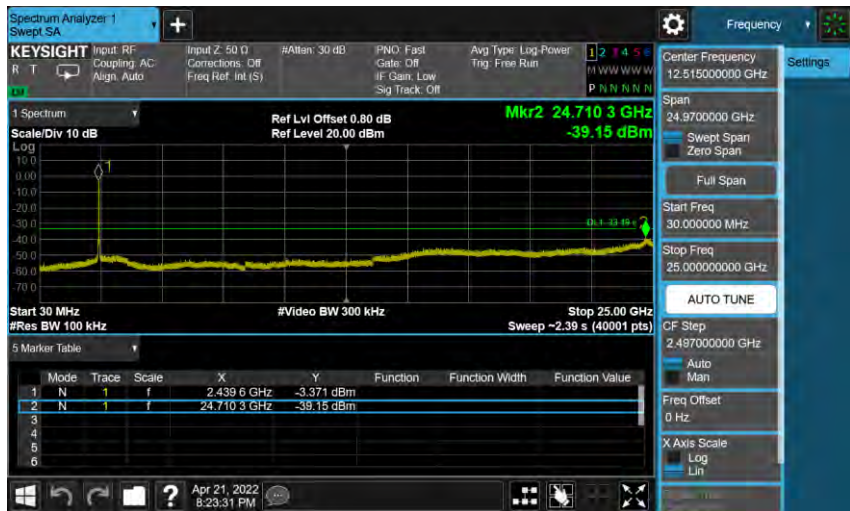 Spectrum Analyzer 1
Swept SA
Frequency
KEYSIGHT
R T
Input: RF
Coupling: AC
Align: Auto
Input Z: 50 Ω
Corrections: Off
Freq Ref: Int (S)
#Atten: 30 dB
PNO: Fast
Gate: Off
IF Gain: Low
Sig Track: Off
Avg Type: Log-Power
Trig: Free Run
1 2 3 4 5 6
M W W W W W
P N N N N N
Center Frequency
12.515000000 GHz
Settings
Span
24.9700000 GHz
Swept Span
Zero Span
Full Span
Start Freq
30.000000 MHz
Stop Freq
25.000000000 GHz
AUTO TUNE
CF Step
2.497000000 GHz
Auto
Man
Freq Offset
0 Hz
X Axis Scale
Log
Lin
1 Spectrum
Scale/Div 10 dB
Ref Lvl Offset 0.80 dB
Ref Level 20.00 dBm
Mkr2 24.710 3 GHz
-39.15 dBm
Log
10.0
0.00
-10.0
-20.0
-30.0
-40.0
-50.0
-60.0
-70.0
1
2
Start 30 MHz
#Res BW 100 kHz
#Video BW 300 kHz
Stop 25.00 GHz
Sweep ~2.39 s (40001 pts)
5 Marker Table
Mode Trace Scale X Y Function Function Width Function Value
1 N 1 f 2.439 6 GHz -3.371 dBm
2 N 1 f 24.710 3 GHz -39.15 dBm
3
4
5
6
Apr 21, 2022
8:23:31 PM